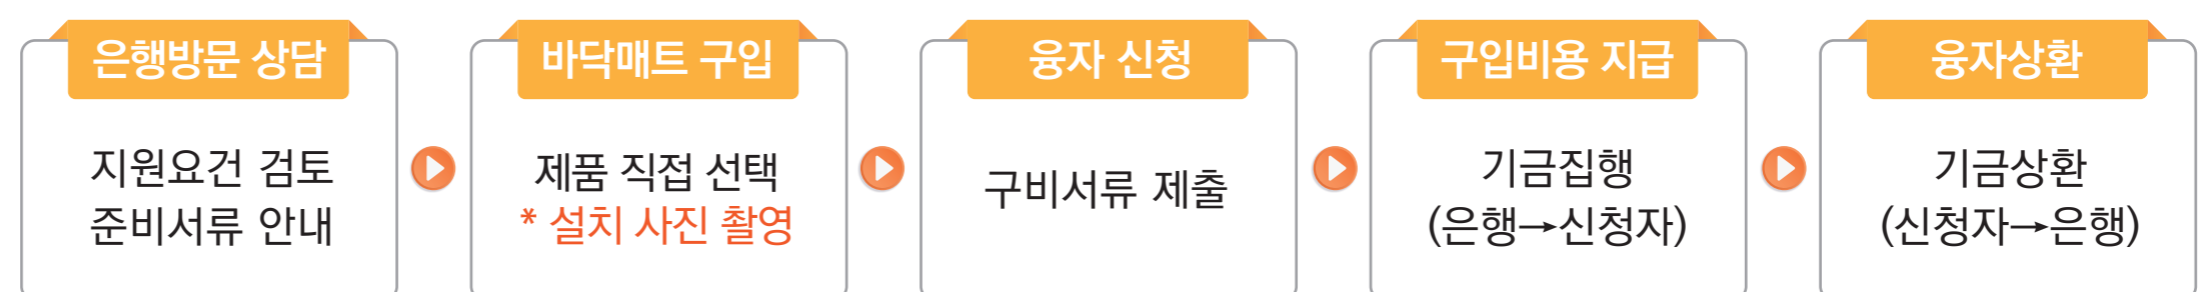 은행방문 상담
지원요건 검토
준비서류 안내
바닥매트 구입
제품 직접 선택
* 설치 사진 촬영
융자 신청
구비서류 제출
구입비용 지급
기금집행
(은행→신청자)
융자상환
기금상환
(신청자→은행)